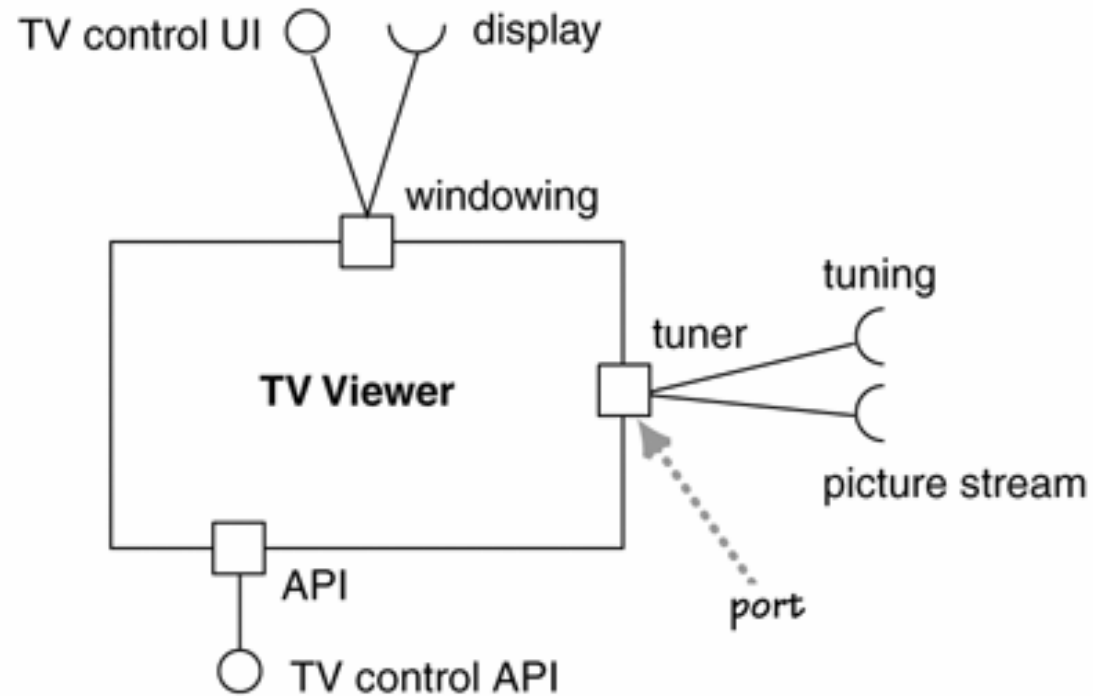 TV control UI
display
windowing
tuning
tuner
TV Viewer
picture stream
API
port
TV control API